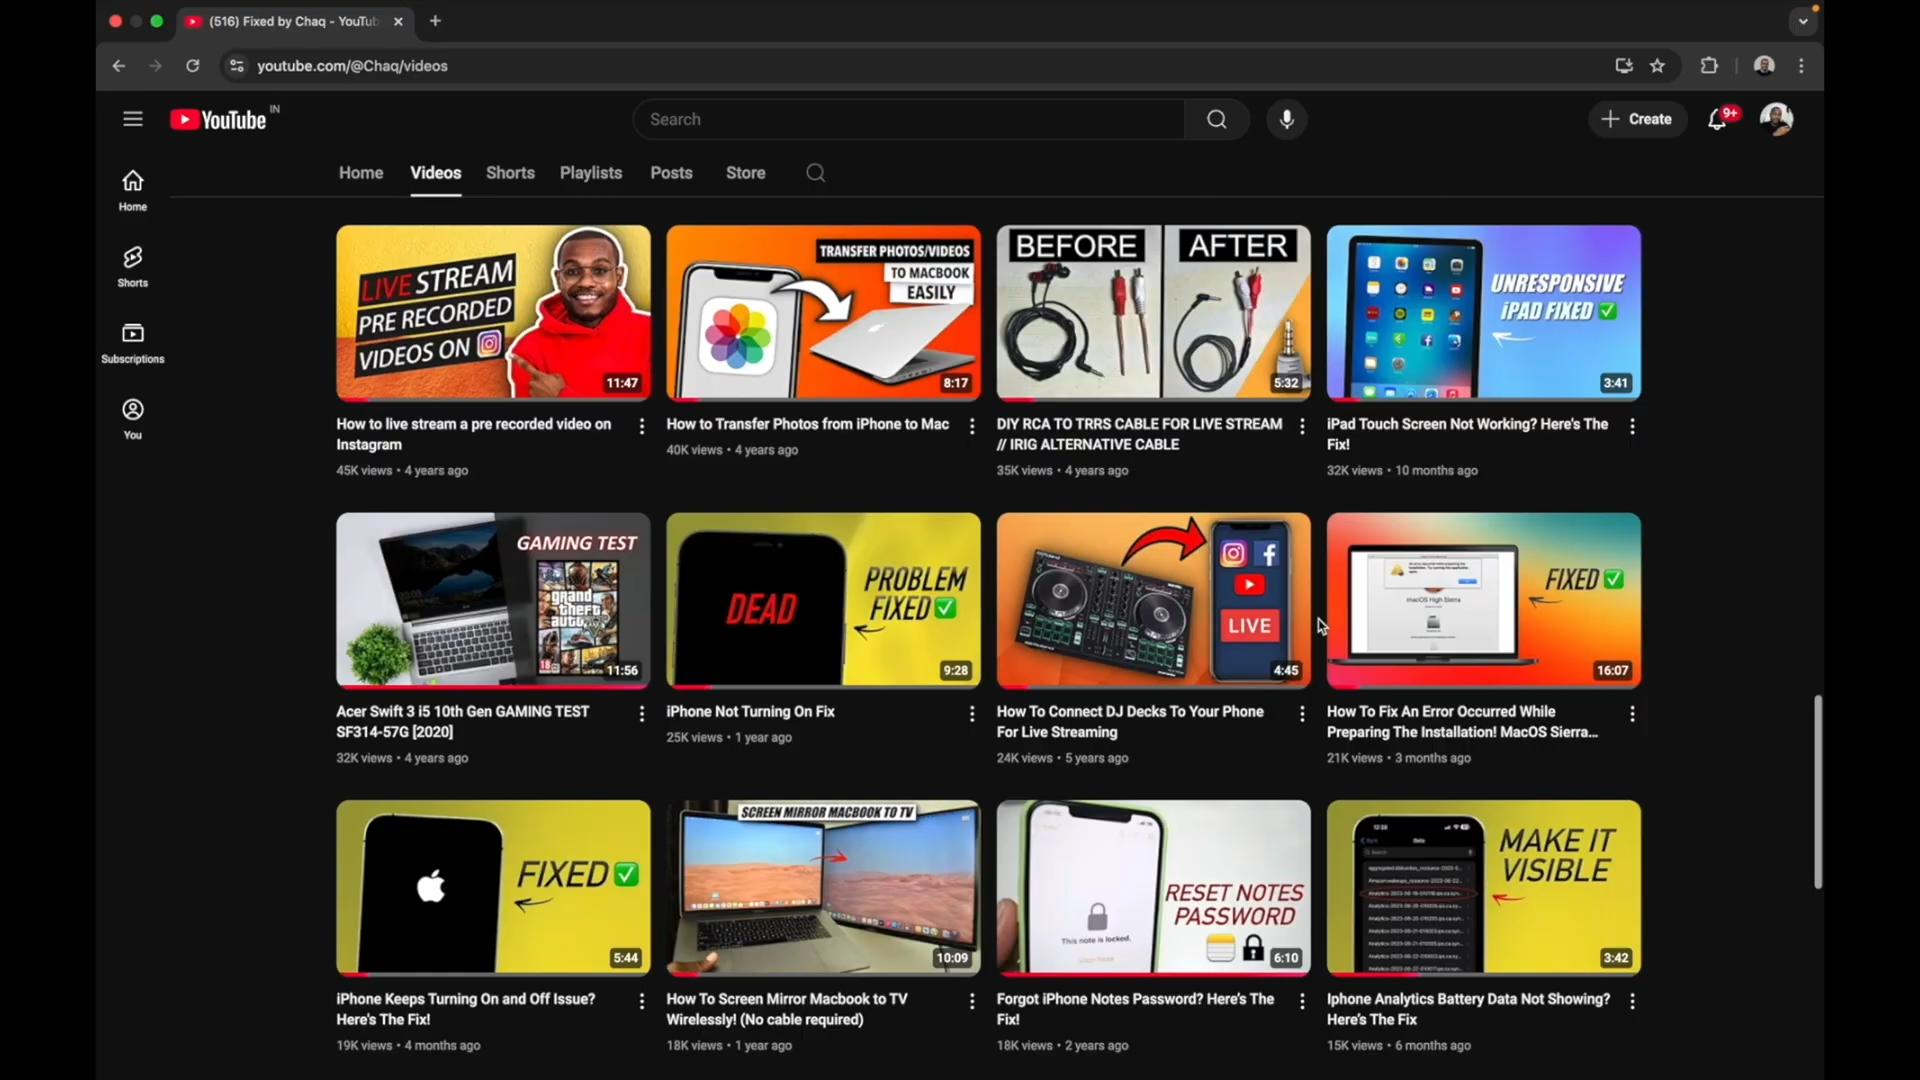 (516) Fixed by Chaq - YouTub
youtube.com/@Chaq/videos
YouTube IN
Search
Create
9+
Home
Shorts
Subscriptions
You
Home Videos Shorts Playlists Posts Store
LIVE STREAM
PRE RECORDED
VIDEOS ON
11:47
TRANSFER PHOTOS/VIDEOS
TO MACBOOK
EASILY
8:17
BEFORE AFTER
5:32
UNRESPONSIVE
iPAD FIXED
3:41
How to live stream a pre recorded video on
Instagram
45K views • 4 years ago
How to Transfer Photos from iPhone to Mac
40K views • 4 years ago
DIY RCA TO TRRS CABLE FOR LIVE STREAM
// IRIG ALTERNATIVE CABLE
35K views • 4 years ago
iPad Touch Screen Not Working? Here's The
Fix!
32K views • 10 months ago
GAMING TEST
grand
theft
auto
18
11:56
DEAD
PROBLEM
FIXED
9:28
LIVE
4:45
macOS High Sierra
FIXED
16:07
Acer Swift 3 i5 10th Gen GAMING TEST
SF314-57G [2020]
32K views • 4 years ago
iPhone Not Turning On Fix
25K views • 1 year ago
How To Connect DJ Decks To Your Phone
For Live Streaming
24K views • 5 years ago
How To Fix An Error Occurred While
Preparing The Installation! MacOS Sierra...
21K views • 3 months ago
FIXED
5:44
SCREEN MIRROR MACBOOK TO TV
10:09
This note is locked.
RESET NOTES
PASSWORD
6:10
MAKE IT
VISIBLE
3:42
iPhone Keeps Turning On and Off Issue?
Here's The Fix!
19K views • 4 months ago
How To Screen Mirror Macbook to TV
Wirelessly! (No cable required)
18K views • 1 year ago
Forgot iPhone Notes Password? Here's The
Fix!
18K views • 2 years ago
Iphone Analytics Battery Data Not Showing?
Here's The Fix
15K views • 6 months ago